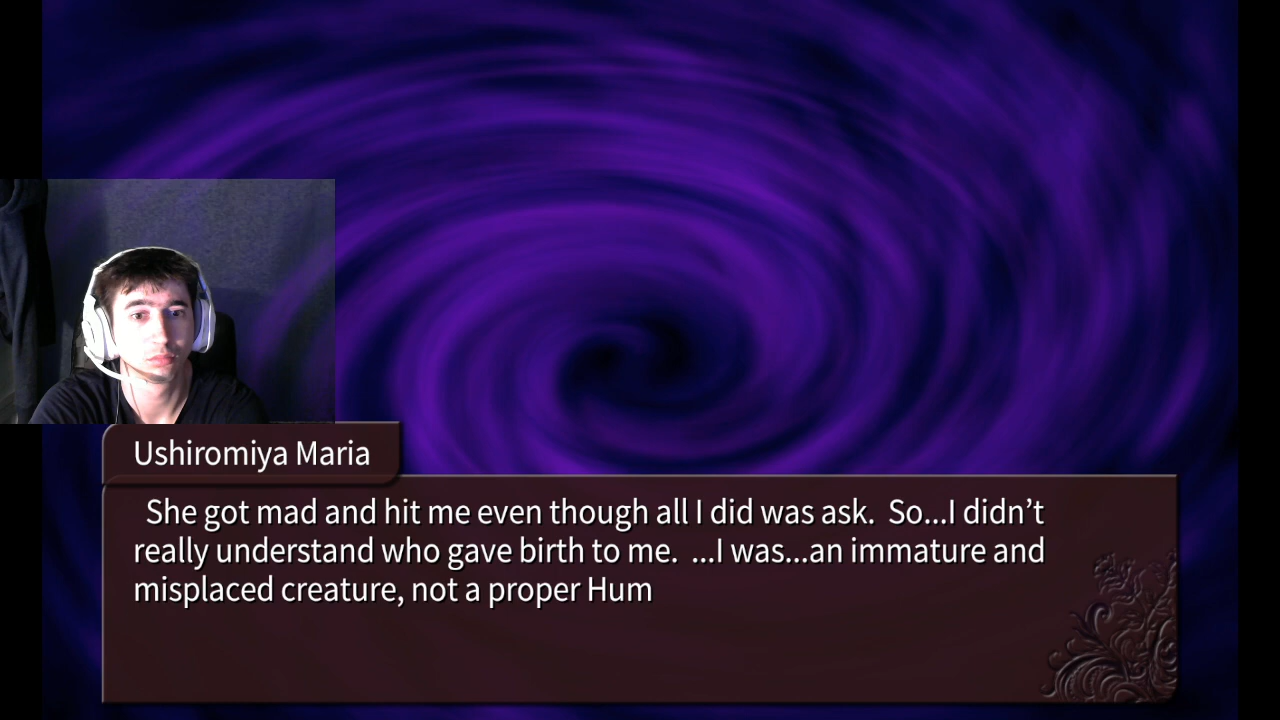 Ushiromiya Maria
She got mad and hit me even though all I did was ask. So...I didn't
really understand who gave birth to me. ...I was...an immature and
misplaced creature, not a proper Hum